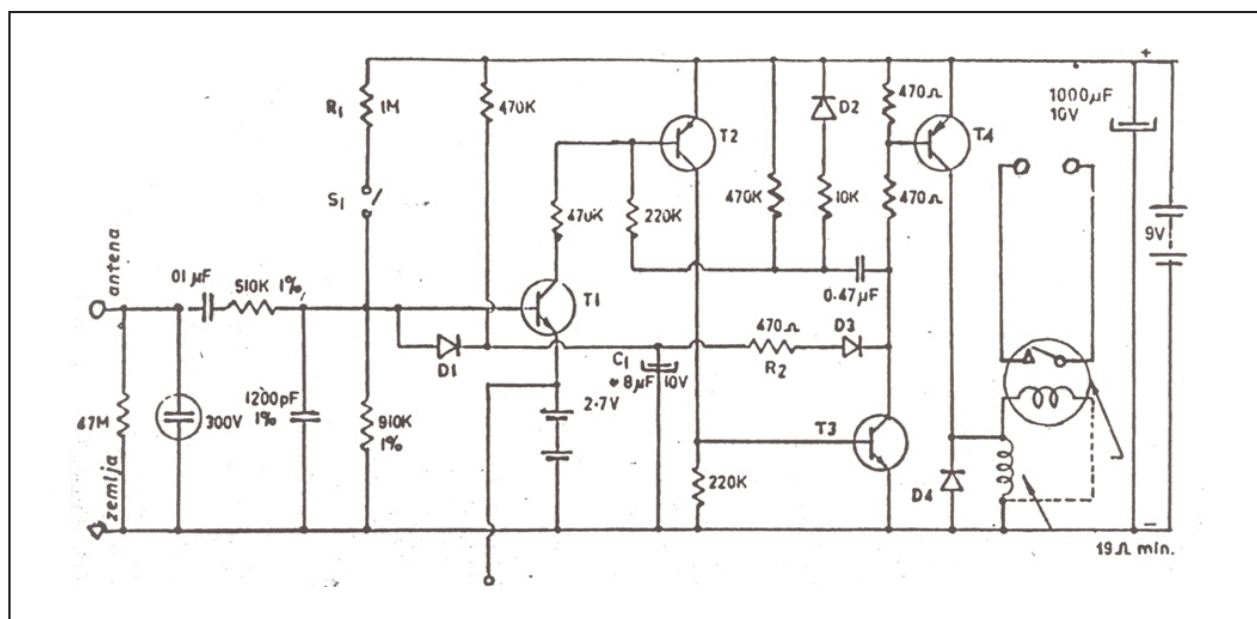 R1
1M
470K
T2
D2
470Ω
T4
1000µF
10V
+
S1
470K
220K
470K
10K
470Ω
9V
antena
01 µF
510K 1%
T1
0.47µF
D1
C1
* 8µF 10V
470Ω
R2
D3
47M
300V
1200pF
1%
910K
1%
2·7V
T3
220K
D4
zemlja
−
19Ω min.